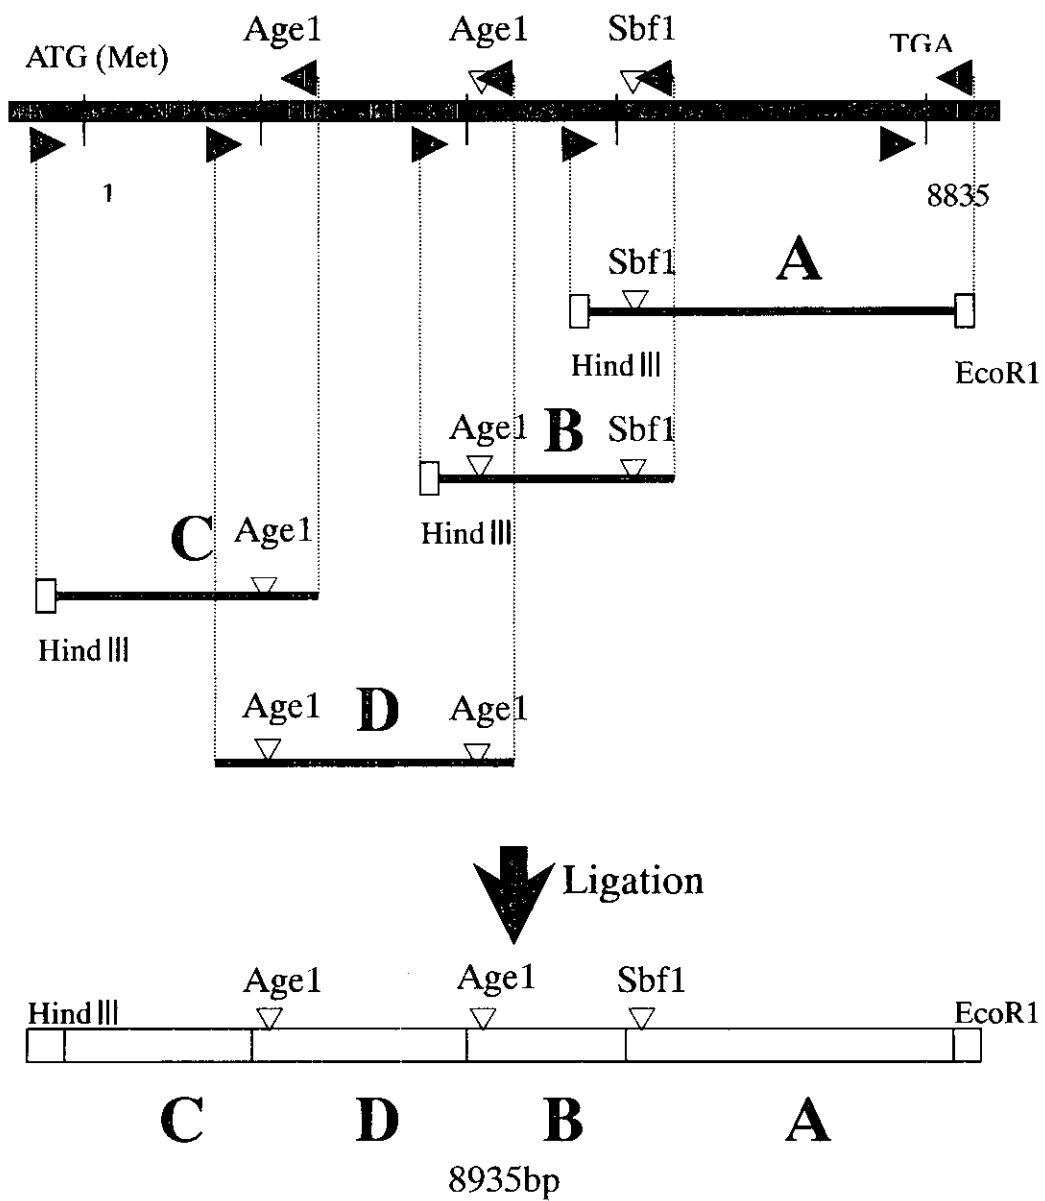 ATG (Met)
Age1
Age1
Sbf1
TGA
1
8835
Sbf1
A
Hind III
EcoR1
Age1
B
Sbf1
Hind III
C
Age1
Hind III
Age1
D
Age1
Ligation
Hind III
Age1
Age1
Sbf1
EcoR1
C
D
B
A
8935bp